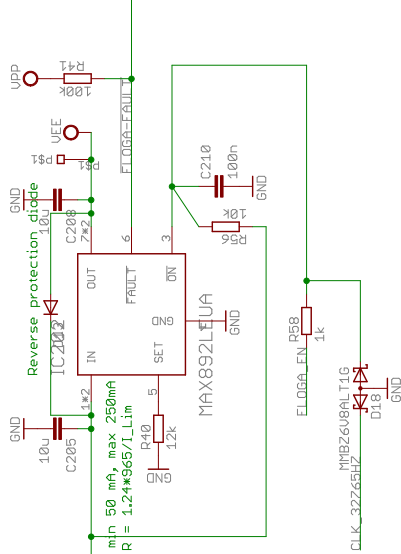 VPP
R41
100k
VEE
P$1
P$1
FLOGA-FAULT
GND
10u
C208
7*2
6
3
C210
100n
GND
10k
R56
Reverse protection diode
OUT
FAULT
ON
GND
GND
IN
SET
MAX892LEUA
1*2
5
GND
10u
C205
R40
12k
GND
min 50 mA, max 250mA
R = 1.24*965/I_Lim
R58
1k
FLOGA_EN
MMBZ6V8ALT1G
D18
GND
CLK_32765HZ